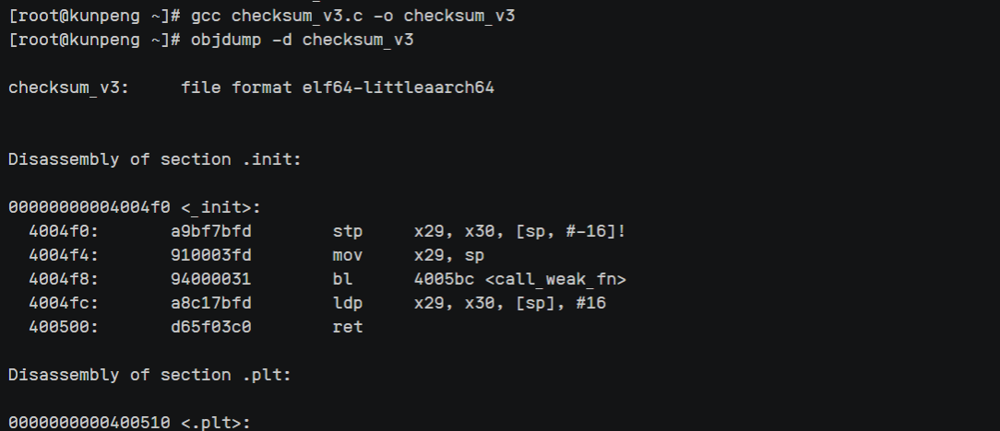 [root@kunpeng ~]# gcc checksum_v3.c -o checksum_v3
[root@kunpeng ~]# objdump -d checksum_v3
checksum_v3:     file format elf64-littleaarch64
Disassembly of section .init:
00000000004004f0 <_init>:
  4004f0:       a9bf7bfd        stp     x29, x30, [sp, #-16]!
  4004f4:       910003fd        mov     x29, sp
  4004f8:       94000031        bl      4005bc <call_weak_fn>
  4004fc:       a8c17bfd        ldp     x29, x30, [sp], #16
  400500:       d65f03c0        ret
Disassembly of section .plt:
0000000000400510 <.plt>: